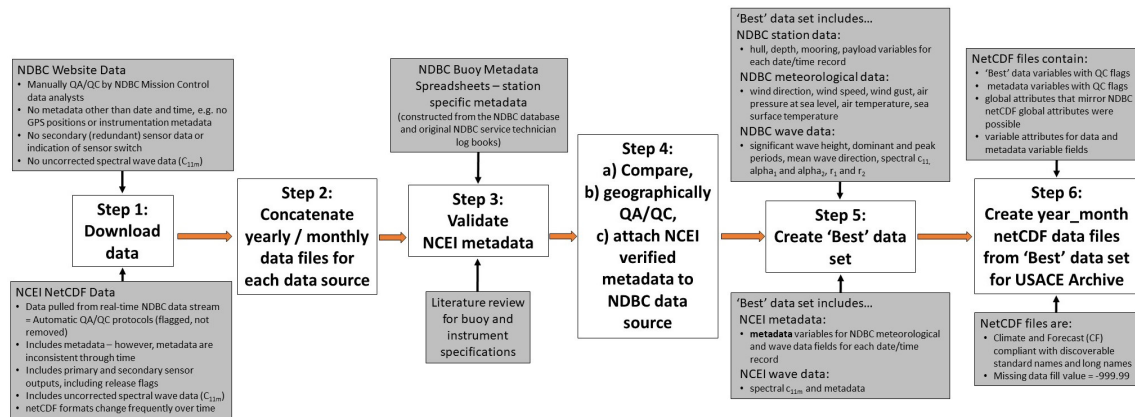 NDBC Website Data
• Manually QA/QC by NDBC Mission Control
data analysts
• No metadata other than date and time, e.g. no
GPS positions or instrumentation metadata
• No secondary (redundant) sensor data or
indication of sensor switch
• No uncorrected spectral wave data (C11m)
Step 1:
Download
data
NCEI NetCDF Data
• Data pulled from real-time NDBC data stream
= Automatic QA/QC protocols (flagged, not
removed)
• Includes metadata – however, metadata are
inconsistent through time
• Includes primary and secondary sensor
outputs, including release flags
• Includes uncorrected spectral wave data (C11m)
• netCDF formats change frequently over time
Step 2:
Concatenate
yearly / monthly
data files for
each data source
NDBC Buoy Metadata
Spreadsheets – station
specific metadata
(constructed from the NDBC database
and original NDBC service technician
log books)
Step 3:
Validate
NCEI metadata
Literature review
for buoy and
instrument
specifications
Step 4:
a) Compare,
b) geographically
QA/QC,
c) attach NCEI
verified
metadata to
NDBC data
source
'Best' data set includes…
NDBC station data:
• hull, depth, mooring, payload variables for
each date/time record
NDBC meteorological data:
• wind direction, wind speed, wind gust, air
pressure at sea level, air temperature, sea
surface temperature
NDBC wave data:
• significant wave height, dominant and peak
periods, mean wave direction, spectral c11,
alpha1 and alpha2, r1 and r2
Step 5:
Create 'Best' data
set
'Best' data set includes…
NCEI metadata:
• metadata variables for NDBC meteorological
and wave data fields for each date/time
record
NCEI wave data:
• spectral c11m and metadata
NetCDF files contain:
• 'Best' data variables with QC flags
• metadata variables with QC flags
• global attributes that mirror NDBC
netCDF global attributes were
possible
• variable attributes for data and
metadata variable fields
Step 6:
Create year_month
netCDF data files
from 'Best' data set
for USACE Archive
NetCDF files are:
• Climate and Forecast (CF)
compliant with discoverable
standard names and long names
• Missing data fill value = -999.99